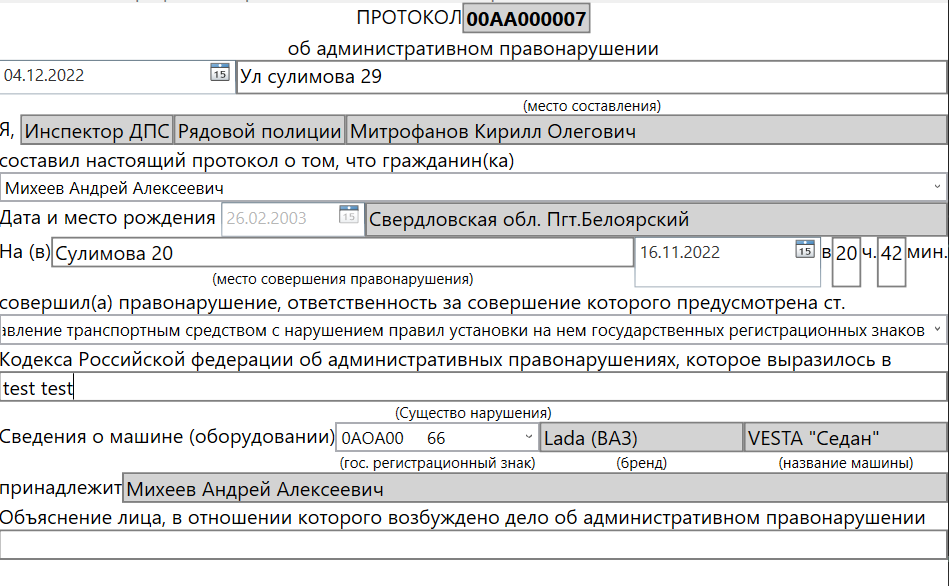 ПРОТОКОЛ 00АА000007
об административном правонарушении
04.12.2022 15 Ул сулимова 29
(место составления)
Я, Инспектор ДПС Рядовой полиции Митрофанов Кирилл Олегович
составил настоящий протокол о том, что гражданин(ка)
Михеев Андрей Алексеевич
Дата и место рождения 26.02.2003 15 Свердловская обл. Пгт.Белоярский
На (в) Сулимова 20 16.11.2022 15 в 20 ч. 42 мин.
(место совершения правонарушения)
совершил(а) правонарушение, ответственность за совершение которого предусмотрена ст.
авление транспортным средством с нарушением правил установки на нем государственных регистрационных знаков
Кодекса Российской федерации об административных правонарушениях, которое выразилось в
test test
(Существо нарушения)
Сведения о машине (оборудовании) 0АОА00 66 Lada (ВАЗ) VESTA "Седан"
(гос. регистрационный знак) (бренд) (название машины)
принадлежит Михеев Андрей Алексеевич
Объяснение лица, в отношении которого возбуждено дело об административном правонарушении